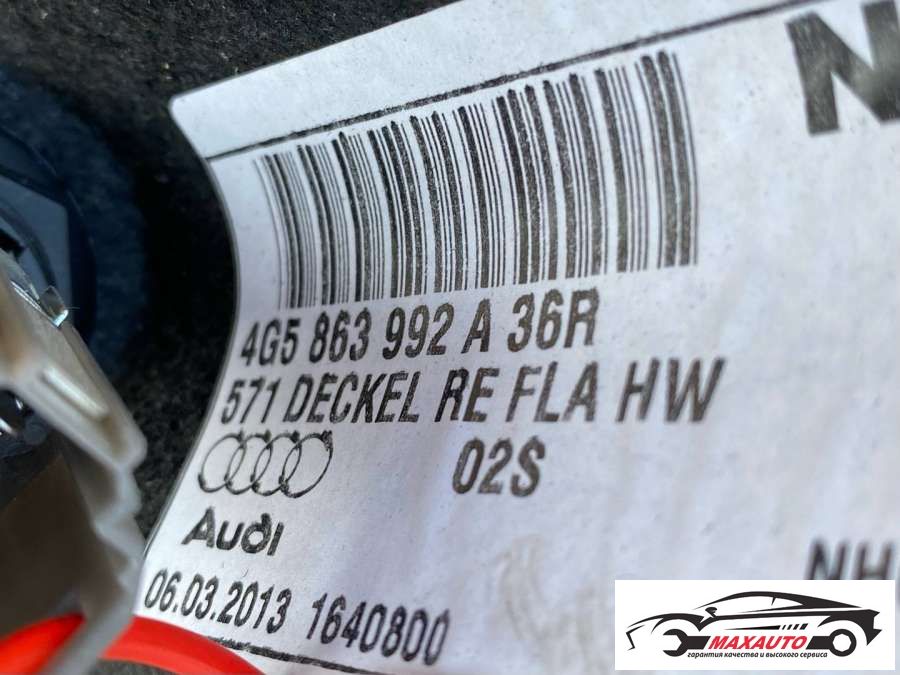 N
4G5 863 992 A 36R
571 DECKEL RE FLA HW
02S
Audi
06.03.2013 1640800
NH
MAXAUTO
гарантия качества и высокого сервиса